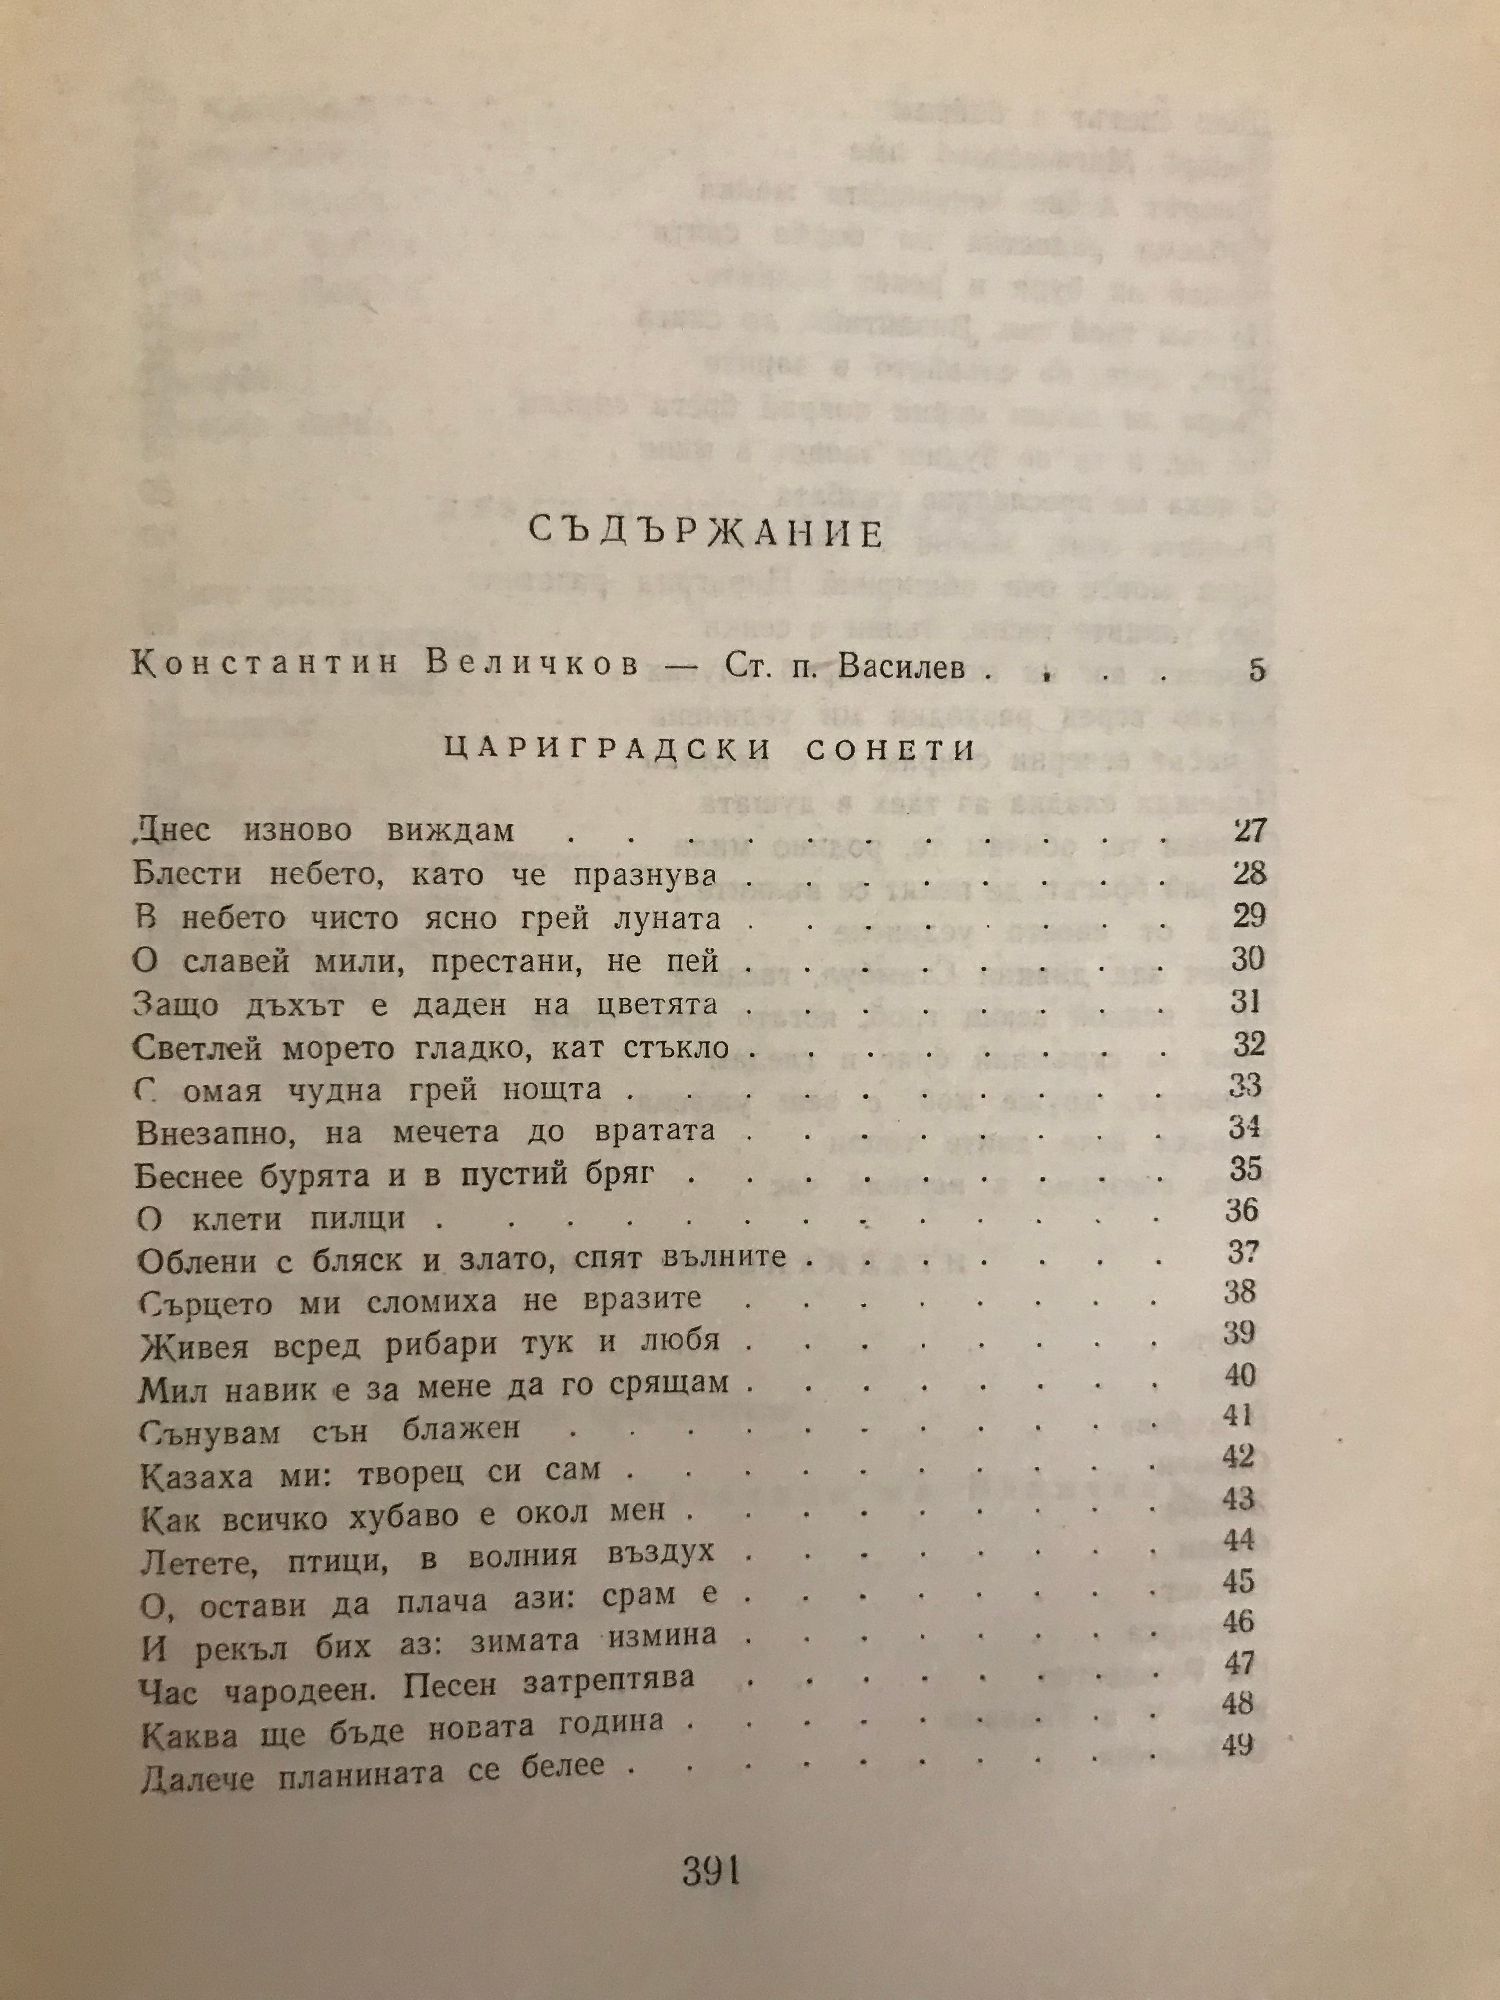 СЪДЪРЖАНИЕ
Константин Величков — Ст. п. Василев . . . . 5
ЦАРИГРАДСКИ СОНЕТИ
Днес изново виждам . . . . . . . . . . . 27
Блести небето, като че празнува . . . . . . . . 28
В небето чисто ясно грей луната . . . . . . . . 29
О славей мили, престани, не пей . . . . . . . . 30
Защо дъхът е даден на цветята . . . . . . . . 31
Светлей морето гладко, кат стъкло . . . . . . . . 32
С омая чудна грей нощта . . . . . . . . . . 33
Внезапно, на мечета до вратата . . . . . . . . 34
Беснее бурята и в пустий бряг . . . . . . . . . 35
О клети пилци . . . . . . . . . . . . . 36
Облени с бляск и злато, спят вълните . . . . . . . 37
Сърцето ми сломиха не вразите . . . . . . . . 38
Живея всред рибари тук и любя . . . . . . . . 39
Мил навик е за мене да го срящам . . . . . . . . 40
Сънувам сън блажен . . . . . . . . . . . 41
Казаха ми: творец си сам . . . . . . . . . . 42
Как всичко хубаво е окол мен . . . . . . . . . 43
Летете, птици, в волния въздух . . . . . . . . 44
О, остави да плача ази: срам е . . . . . . . . 45
И рекъл бих аз: зимата измина . . . . . . . . 46
Час чародеен. Песен затрептява . . . . . . . . 47
Каква ще бъде новата година . . . . . . . . . 48
Далече планината се белее . . . . . . . . . . 49
391